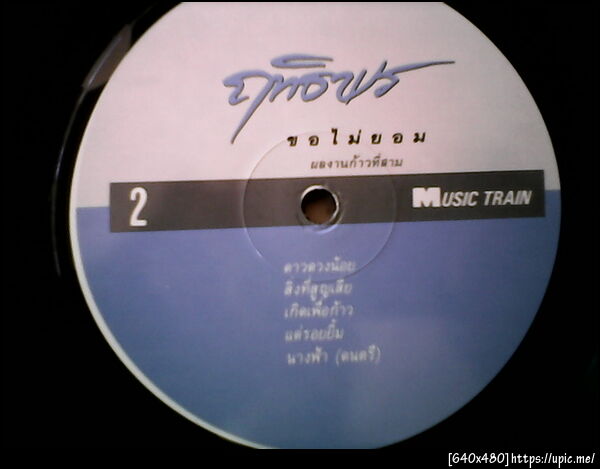 ฤทธิพร
ขอไม่ยอม
ผลงานก้าวที่สาม
2 MUSIC TRAIN
ดาวดวงน้อย
สิ่งที่สูญเสีย
เกิดเพื่อก้าว
แต่รอยยิ้ม
นางฟ้า (ดนตรี)
[640x480]https://upic.me/